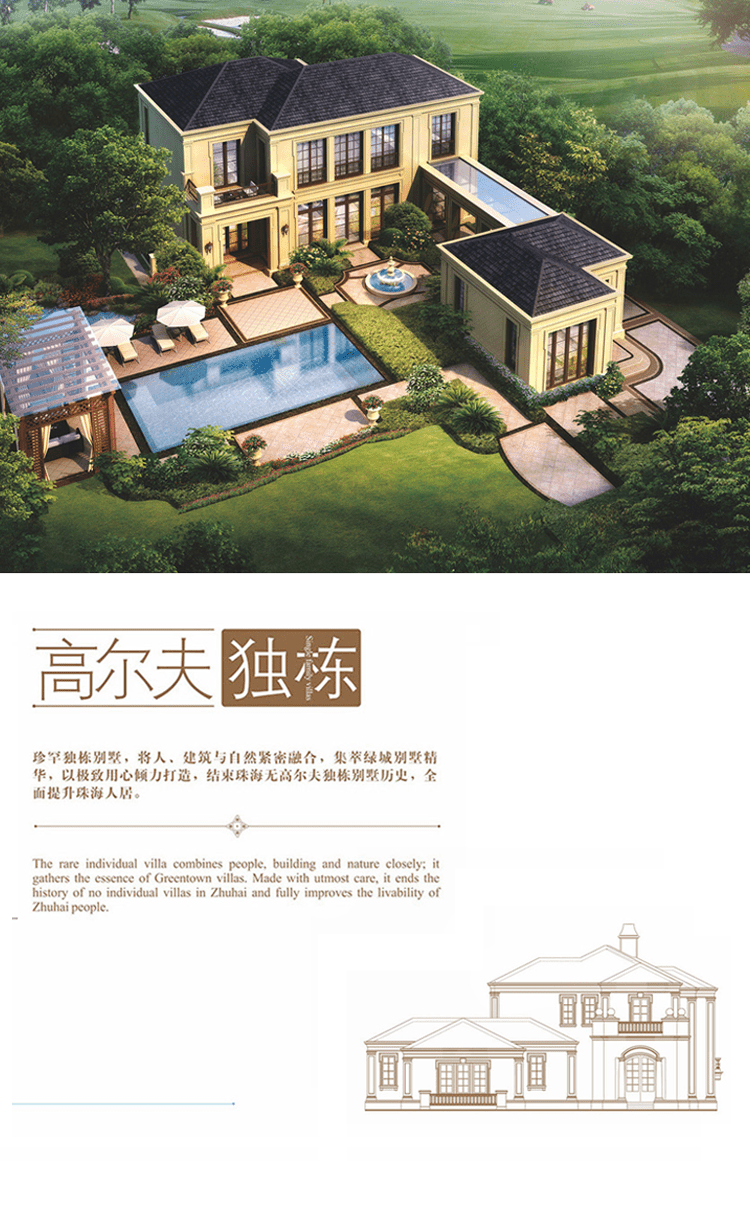 高尔夫 独栋
Single family villas
珍罕独栋别墅，将人、建筑与自然紧密融合，集萃绿城别墅精
华，以极致用心倾力打造，结束珠海无高尔夫独栋别墅历史，全
面提升珠海人居。
The rare individual villa combines people, building and nature closely; it
gathers the essence of Greentown villas. Made with utmost care, it ends the
history of no individual villas in Zhuhai and fully improves the livability of
Zhuhai people.